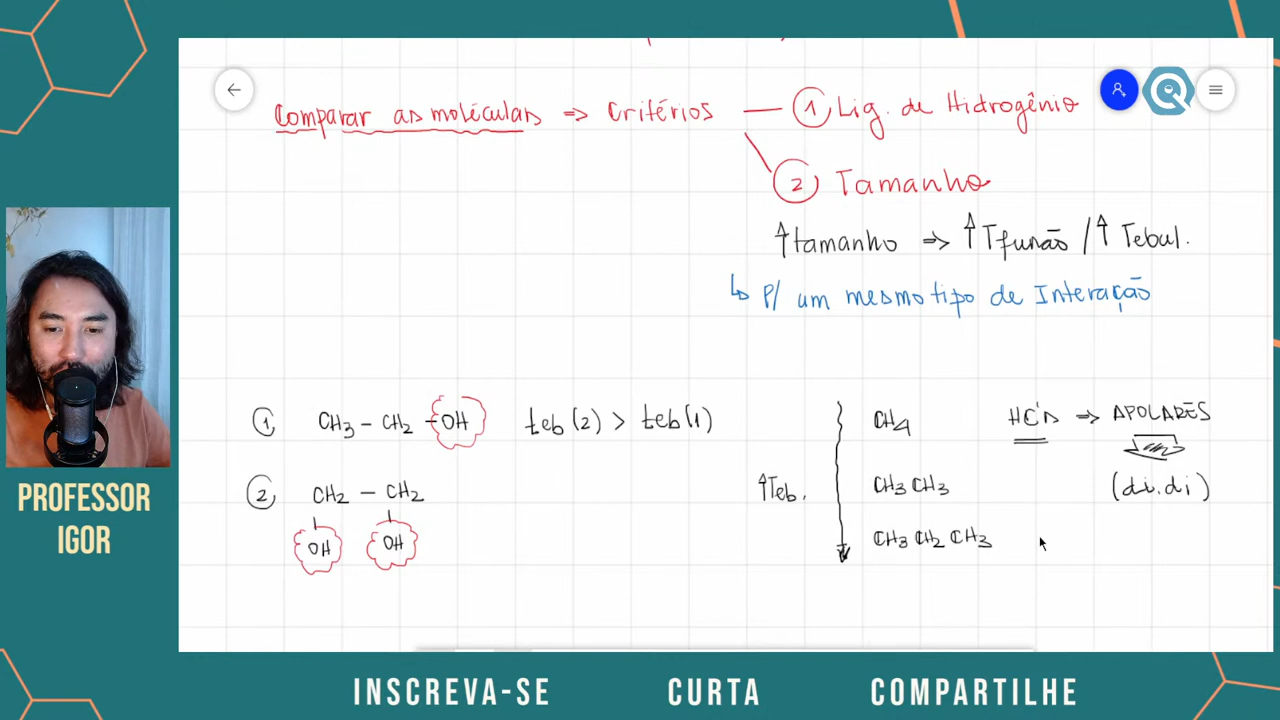 Comparar as moléculas => Critérios — ① Lig. de Hidrogênio
② Tamanho
↑tamanho => ↑Tfusão / ↑Tebul.
↳ P/ um mesmo tipo de Interação
① CH3 – CH2 – OH teb(2) > teb(1)
② CH2 – CH2
OH OH
CH4 HC's => APOLARES
↑Teb. CH3 CH3 (di.di)
CH3 CH2 CH3
PROFESSOR
IGOR
INSCREVA-SE CURTA COMPARTILHE